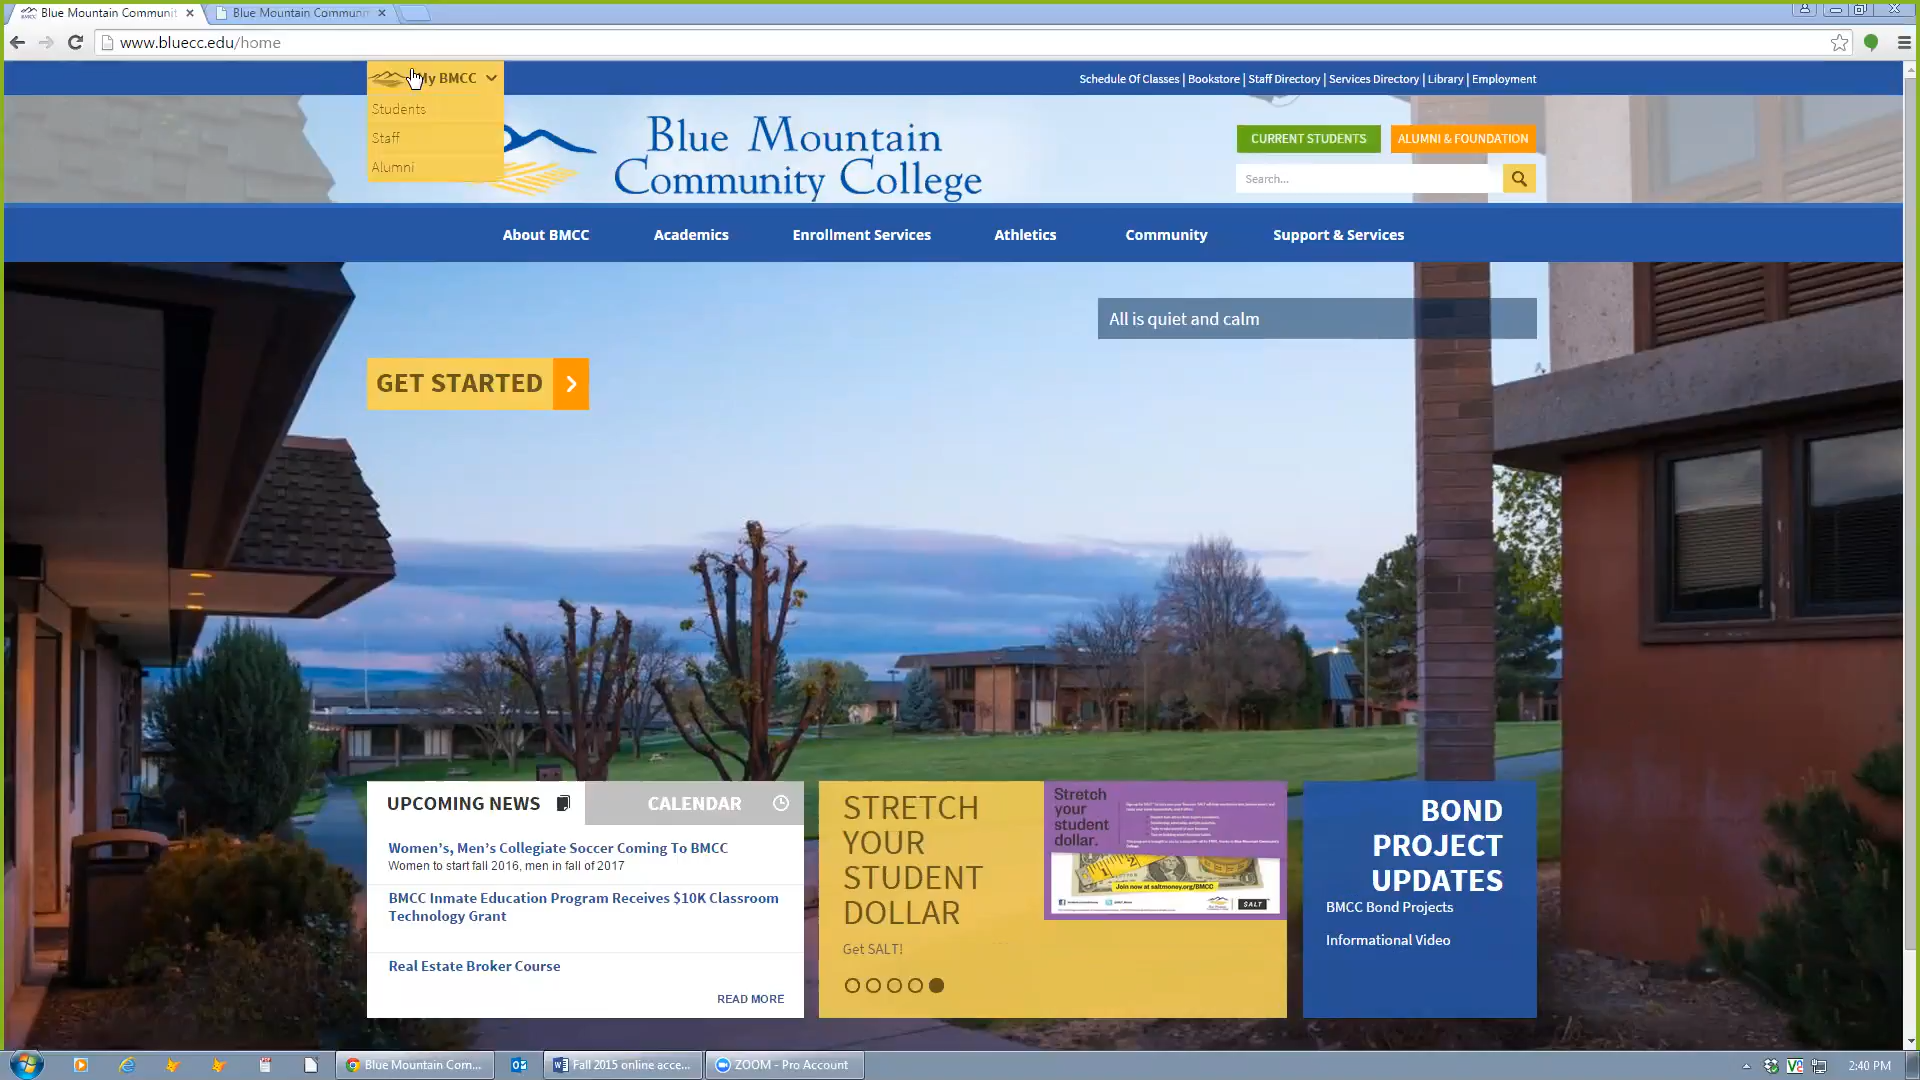 Blue Mountain Communit
Blue Mountain Commun
www.bluecc.edu/home
My BMCC
Students
Staff
Alumni
Schedule Of Classes | Bookstore | Staff Directory | Services Directory | Library | Employment
Blue Mountain
Community College
CURRENT STUDENTS
ALUMNI & FOUNDATION
Search...
About BMCC
Academics
Enrollment Services
Athletics
Community
Support & Services
All is quiet and calm
GET STARTED
UPCOMING NEWS
CALENDAR
Women's, Men's Collegiate Soccer Coming To BMCC
Women to start fall 2016, men in fall of 2017
BMCC Inmate Education Program Receives $10K Classroom
Technology Grant
Real Estate Broker Course
READ MORE
STRETCH
YOUR
STUDENT
DOLLAR
Get SALT!
Stretch
your
student
dollar.
Join now at saltmoney.org/BMCC
SALT
BOND
PROJECT
UPDATES
BMCC Bond Projects
Informational Video
Blue Mountain Com...
Fall 2015 online acce...
ZOOM - Pro Account
2:40 PM